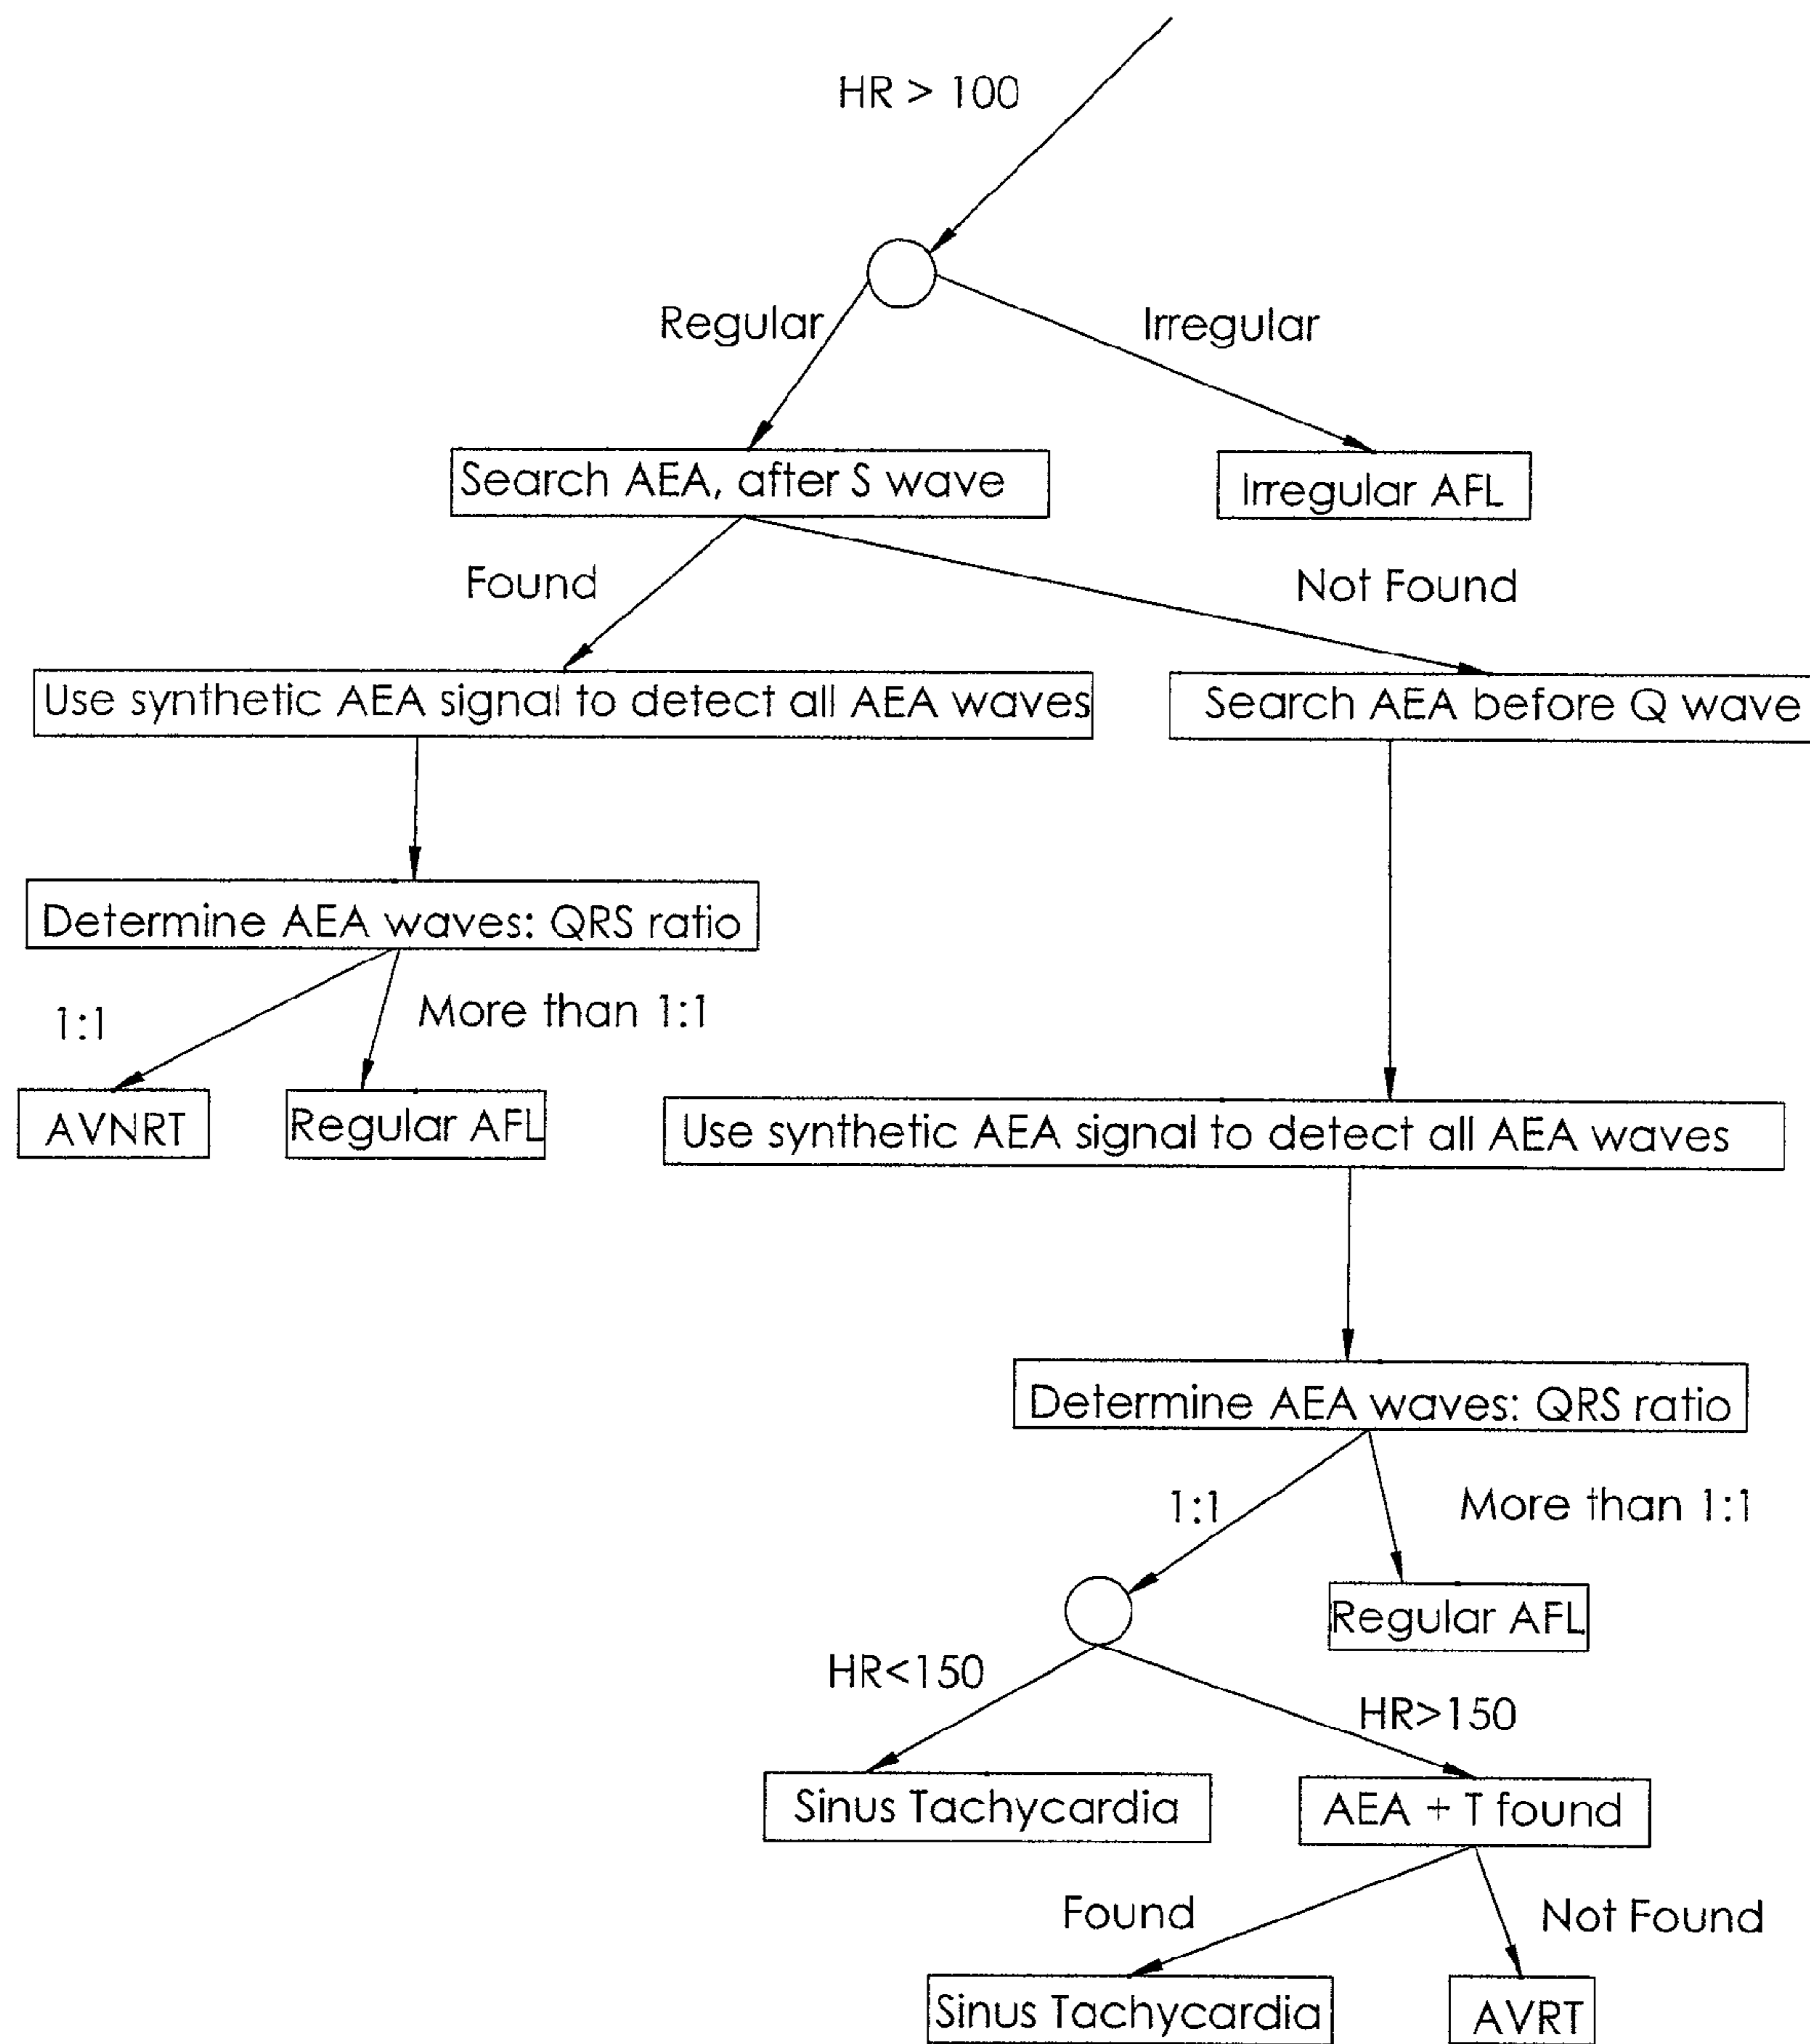 HR > 100
Regular
Irregular
Search AEA, after S wave
Irregular AFL
Found
Not Found
Use synthetic AEA signal to detect all AEA waves
Search AEA before Q wave
Determine AEA waves: QRS ratio
1:1
More than 1:1
AVNRT
Regular AFL
Use synthetic AEA signal to detect all AEA waves
Determine AEA waves: QRS ratio
1:1
More than 1:1
Regular AFL
HR<150
HR>150
Sinus Tachycardia
AEA + T found
Found
Not Found
Sinus Tachycardia
AVRT